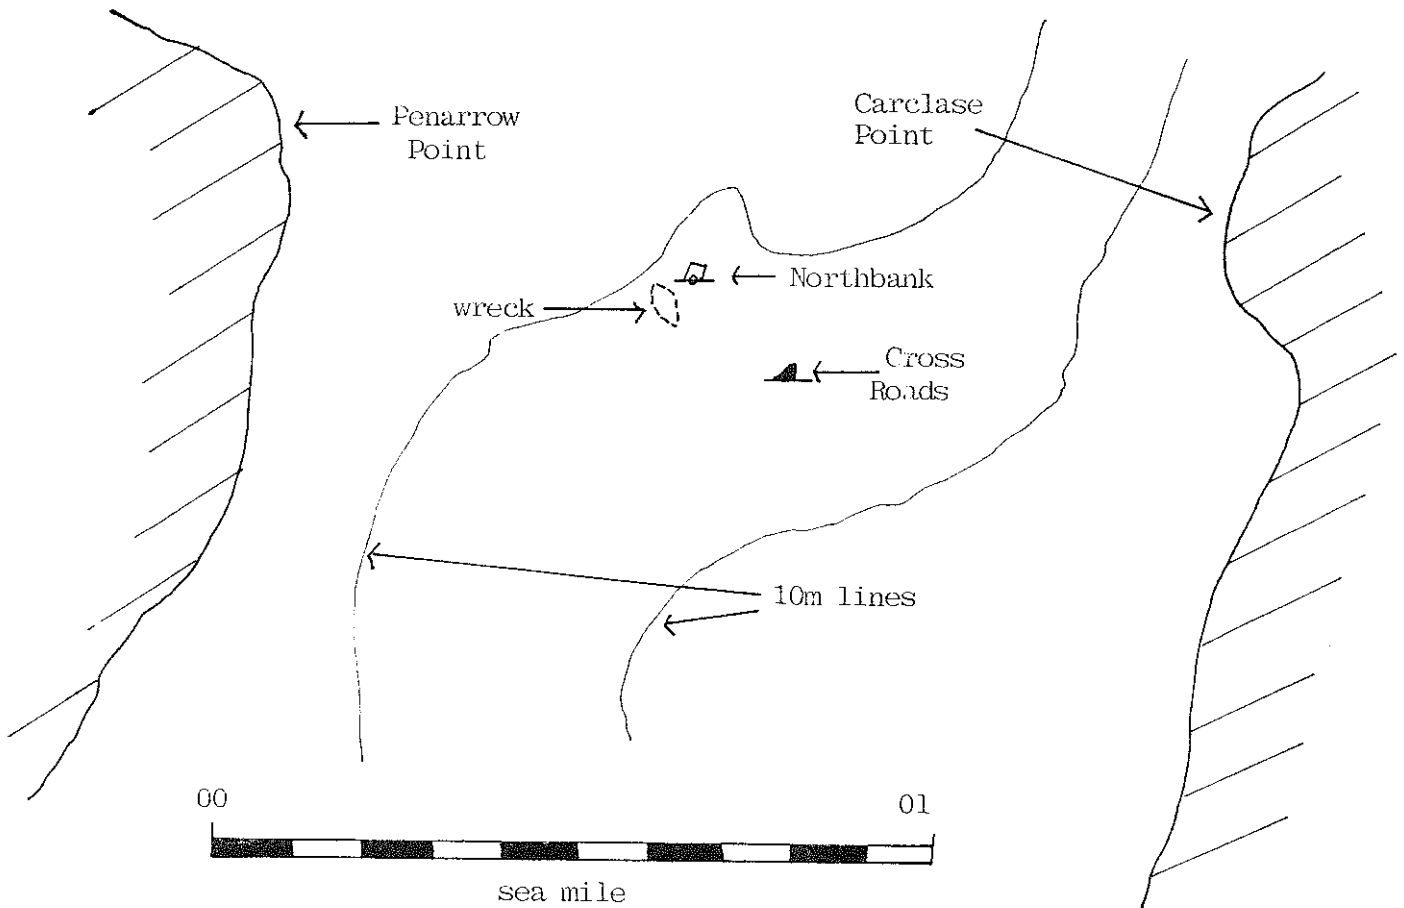 Penarrow
Point
Carclase
Point
Northbank
wreck
Cross
Roads
10m lines
00
01
sea mile